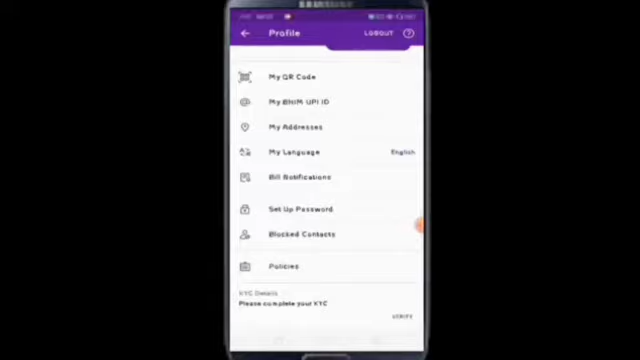 SAMSUNG
Profile
LOGOUT
My QR Code
My BHIM UPI ID
My Addresses
My Language English
Bill Notifications
Set Up Password
Blocked Contacts
Policies
KYC Details
Please complete your KYC
VERIFY